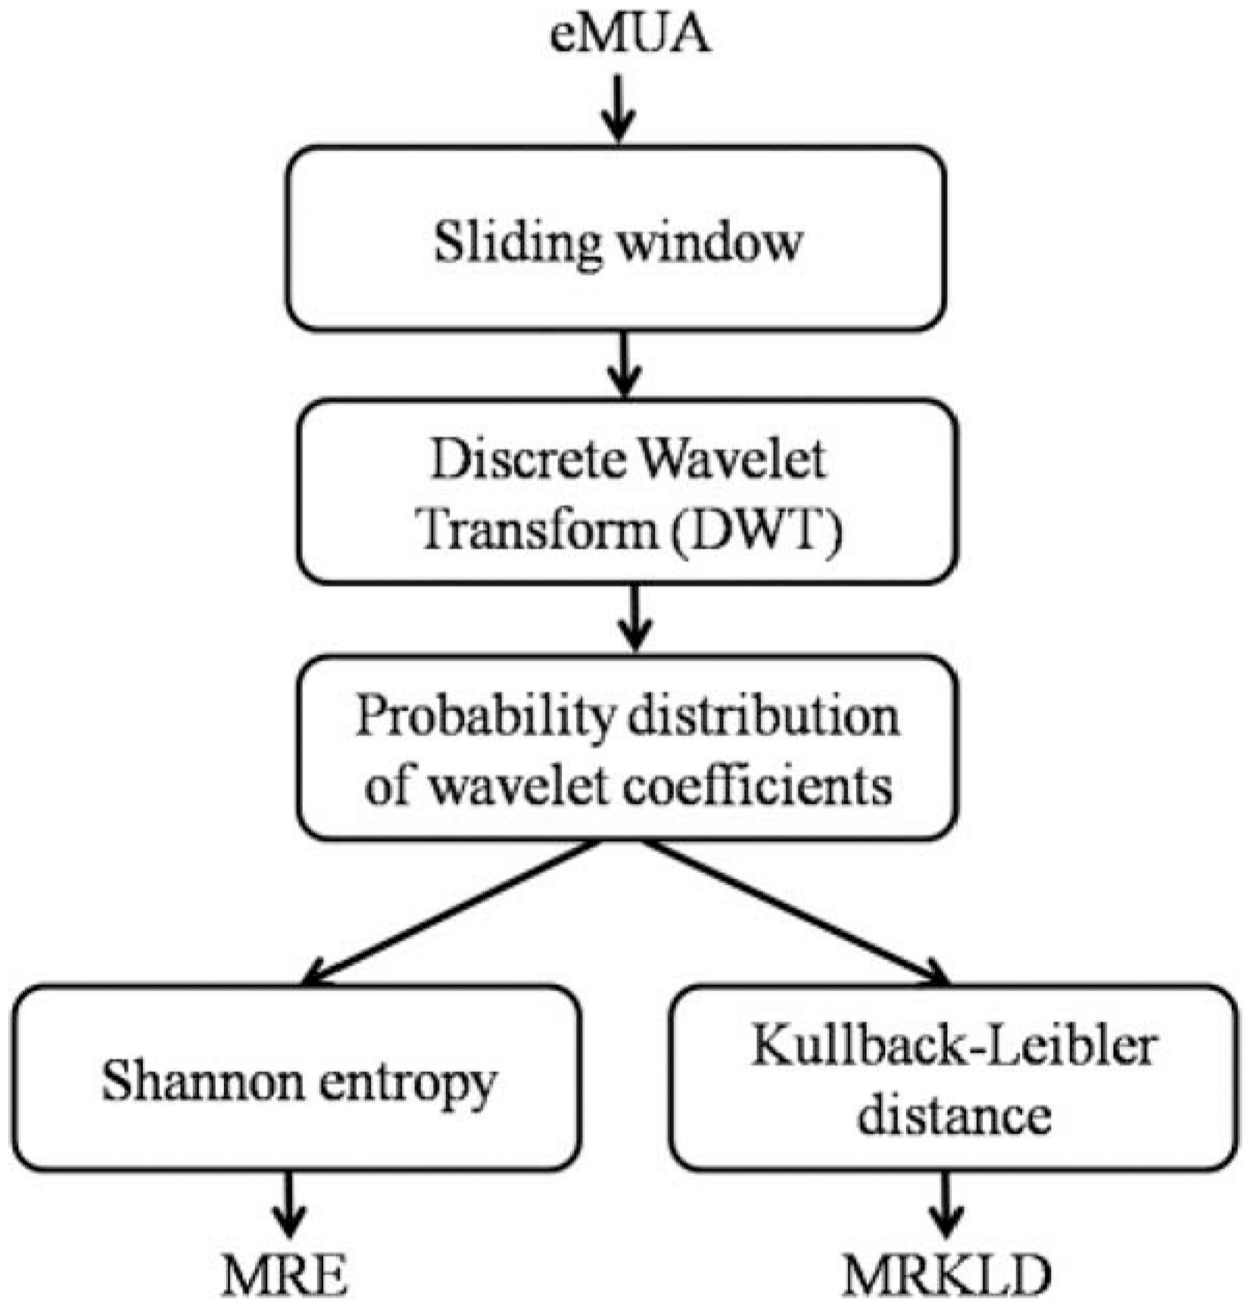 eMUA
Sliding window
Discrete Wavelet
Transform (DWT)
Probability distribution
of wavelet coefficients
Shannon entropy
Kullback-Leibler
distance
MRE
MRKLD